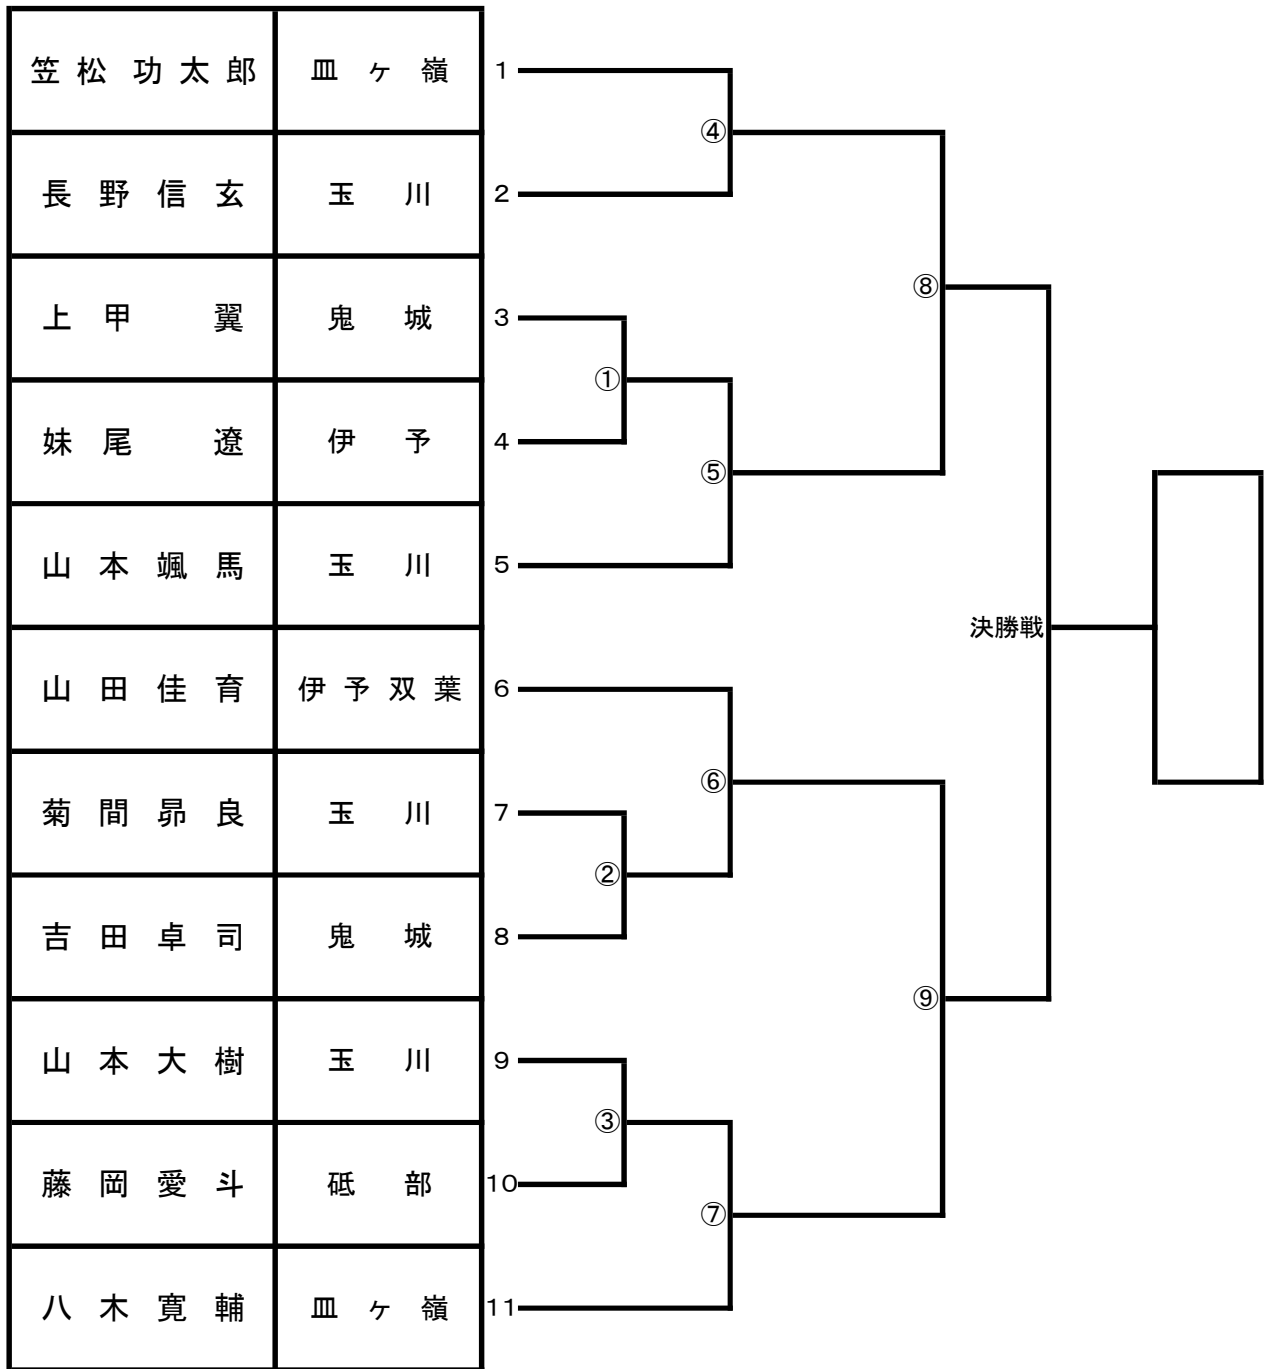 笠松功太郎 皿ヶ嶺 1
④
長野信玄 玉川 2
⑧
上甲 翼 鬼城 3
①
妹尾 遼 伊予 4
⑤
山本颯馬 玉川 5
決勝戦
山田佳育 伊予双葉 6
⑥
菊間昴良 玉川 7
②
吉田卓司 鬼城 8
⑨
山本大樹 玉川 9
③
藤岡愛斗 砥部 10
⑦
八木寛輔 皿ヶ嶺 11